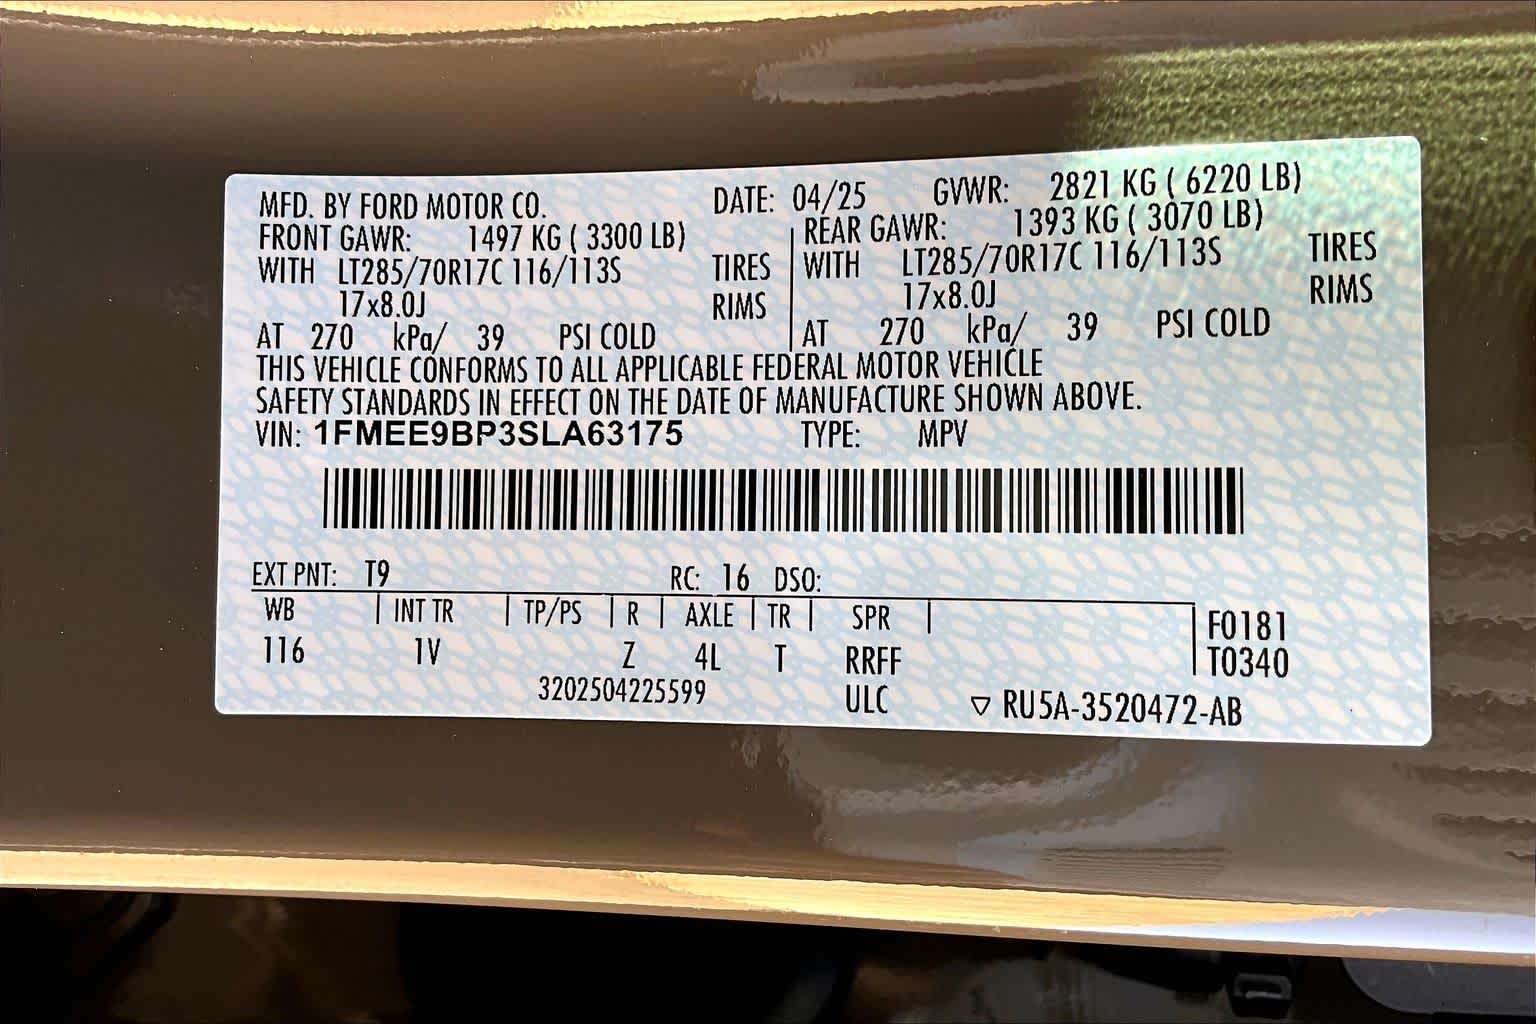 MFD. BY FORD MOTOR CO. DATE: 04/25 GVWR: 2821 KG ( 6220 LB)
FRONT GAWR: 1497 KG ( 3300 LB) REAR GAWR: 1393 KG ( 3070 LB)
WITH LT285/70R17C 116/113S TIRES WITH LT285/70R17C 116/113S TIRES
17x8.0J RIMS 17x8.0J RIMS
AT 270 kPa/ 39 PSI COLD AT 270 kPa/ 39 PSI COLD
THIS VEHICLE CONFORMS TO ALL APPLICABLE FEDERAL MOTOR VEHICLE
SAFETY STANDARDS IN EFFECT ON THE DATE OF MANUFACTURE SHOWN ABOVE.
VIN: 1FMEE9BP3SLA63175 TYPE: MPV
EXT PNT: T9 RC: 16 DSO:
WB INT TR TP/PS R AXLE TR SPR F0181
116 1V Z 4L T RRFF T0340
3202504225599 ULC ▽ RU5A-3520472-AB